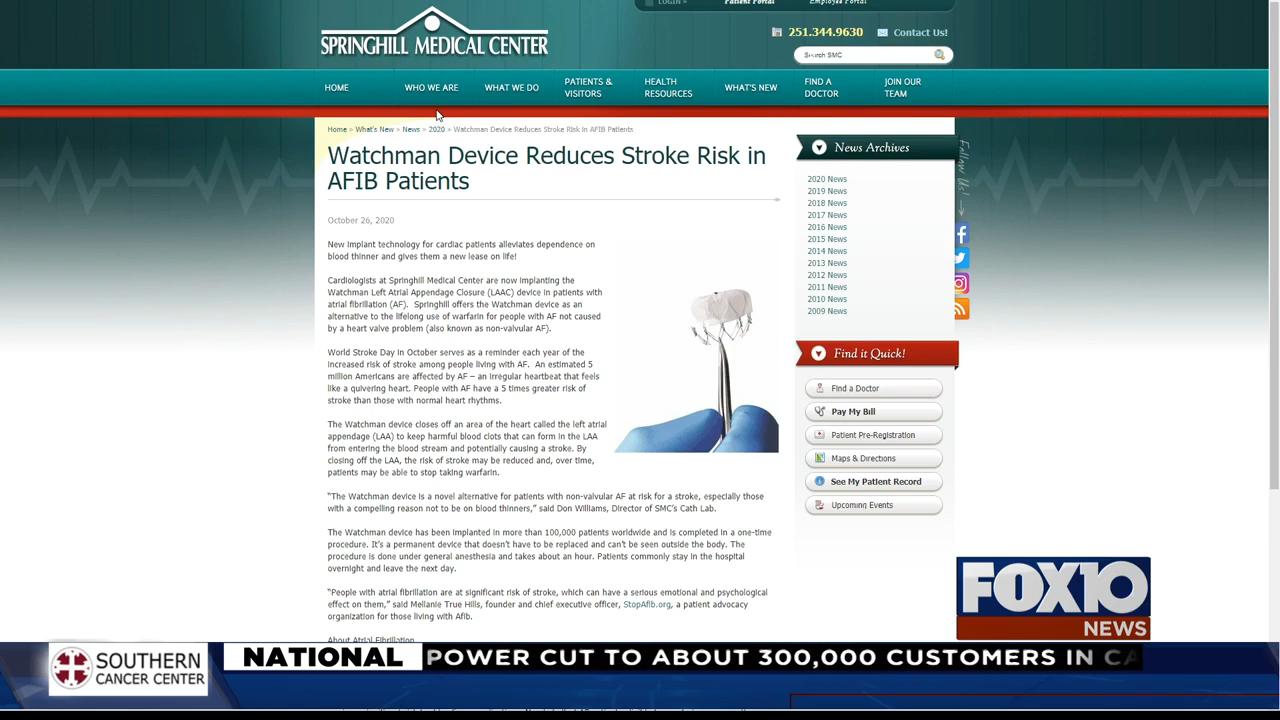 LOGIN »
Patient Portal
Employee Portal
SPRINGHILL MEDICAL CENTER
251.344.9630
Contact Us!
Search SMC
HOME
WHO WE ARE
WHAT WE DO
PATIENTS &
VISITORS
HEALTH
RESOURCES
WHAT'S NEW
FIND A
DOCTOR
JOIN OUR
TEAM
Home » What's New » News » 2020 » Watchman Device Reduces Stroke Risk in AFIB Patients
Watchman Device Reduces Stroke Risk in
AFIB Patients
October 26, 2020
New implant technology for cardiac patients alleviates dependence on
blood thinner and gives them a new lease on life!
Cardiologists at Springhill Medical Center are now implanting the
Watchman Left Atrial Appendage Closure (LAAC) device in patients with
atrial fibrillation (AF). Springhill offers the Watchman device as an
alternative to the lifelong use of warfarin for people with AF not caused
by a heart valve problem (also known as non-valvular AF).
World Stroke Day in October serves as a reminder each year of the
increased risk of stroke among people living with AF. An estimated 5
million Americans are affected by AF – an irregular heartbeat that feels
like a quivering heart. People with AF have a 5 times greater risk of
stroke than those with normal heart rhythms.
The Watchman device closes off an area of the heart called the left atrial
appendage (LAA) to keep harmful blood clots that can form in the LAA
from entering the blood stream and potentially causing a stroke. By
closing off the LAA, the risk of stroke may be reduced and, over time,
patients may be able to stop taking warfarin.
"The Watchman device is a novel alternative for patients with non-valvular AF at risk for a stroke, especially those
with a compelling reason not to be on blood thinners," said Don Williams, Director of SMC's Cath Lab.
The Watchman device has been implanted in more than 100,000 patients worldwide and is completed in a one-time
procedure. It's a permanent device that doesn't have to be replaced and can't be seen outside the body. The
procedure is done under general anesthesia and takes about an hour. Patients commonly stay in the hospital
overnight and leave the next day.
"People with atrial fibrillation are at significant risk of stroke, which can have a serious emotional and psychological
effect on them," said Mellanie True Hills, founder and chief executive officer, StopAfib.org, a patient advocacy
organization for those living with Afib.
About Atrial Fibrillation
News Archives
2020 News
2019 News
2018 News
2017 News
2016 News
2015 News
2014 News
2013 News
2012 News
2011 News
2010 News
2009 News
Follow Us!
Find it Quick!
Find a Doctor
Pay My Bill
Patient Pre-Registration
Maps & Directions
See My Patient Record
Upcoming Events
FOX10
NEWS
SOUTHERN
CANCER CENTER
NATIONAL
POWER CUT TO ABOUT 300,000 CUSTOMERS IN CA